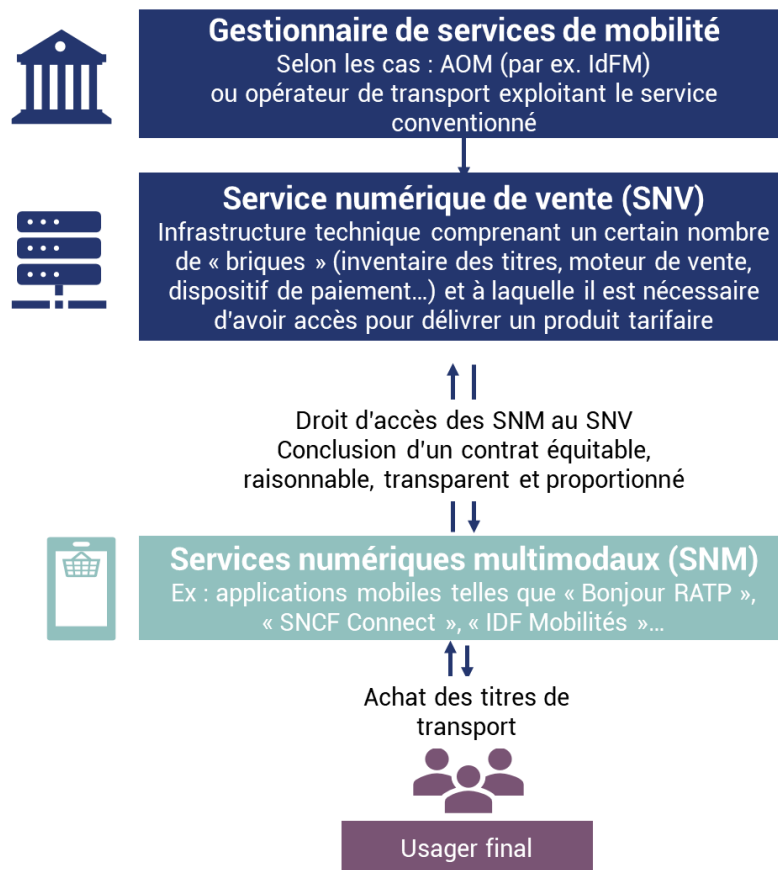 Gestionnaire de services de mobilité
Selon les cas : AOM (par ex. IdFM)
ou opérateur de transport exploitant le service
conventionné
Service numérique de vente (SNV)
Infrastructure technique comprenant un certain nombre
de « briques » (inventaire des titres, moteur de vente,
dispositif de paiement…) et à laquelle il est nécessaire
d'avoir accès pour délivrer un produit tarifaire
Droit d'accès des SNM au SNV
Conclusion d'un contrat équitable,
raisonnable, transparent et proportionné
Services numériques multimodaux (SNM)
Ex : applications mobiles telles que « Bonjour RATP »,
« SNCF Connect », « IDF Mobilités »…
Achat des titres de
transport
Usager final